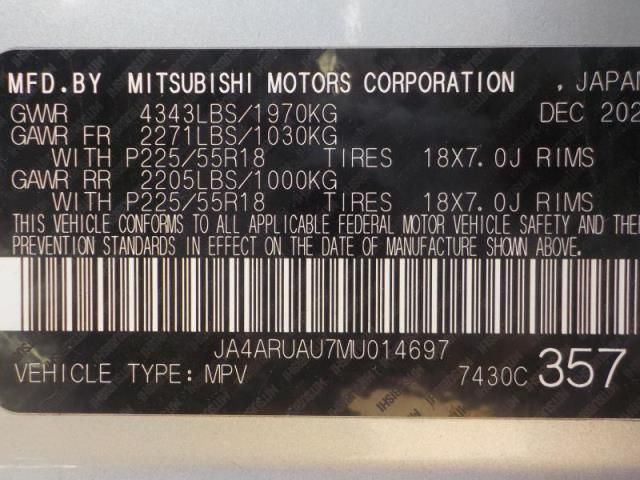 MFD.BY MITSUBISHI MOTORS CORPORATION , JAPAN
GVWR 4343LBS/1970KG DEC 202
GAWR FR 2271LBS/1030KG
WITH P225/55R18 TIRES 18X7.0J RIMS
GAWR RR 2205LBS/1000KG
WITH P225/55R18 TIRES 18X7.0J RIMS
THIS VEHICLE CONFORMS TO ALL APPLICABLE FEDERAL MOTOR VEHICLE SAFETY AND THE
PREVENTION STANDARDS IN EFFECT ON THE DATE OF MANUFACTURE SHOWN ABOVE.
JA4ARUAU7MU014697
VEHICLE TYPE: MPV 7430C 357